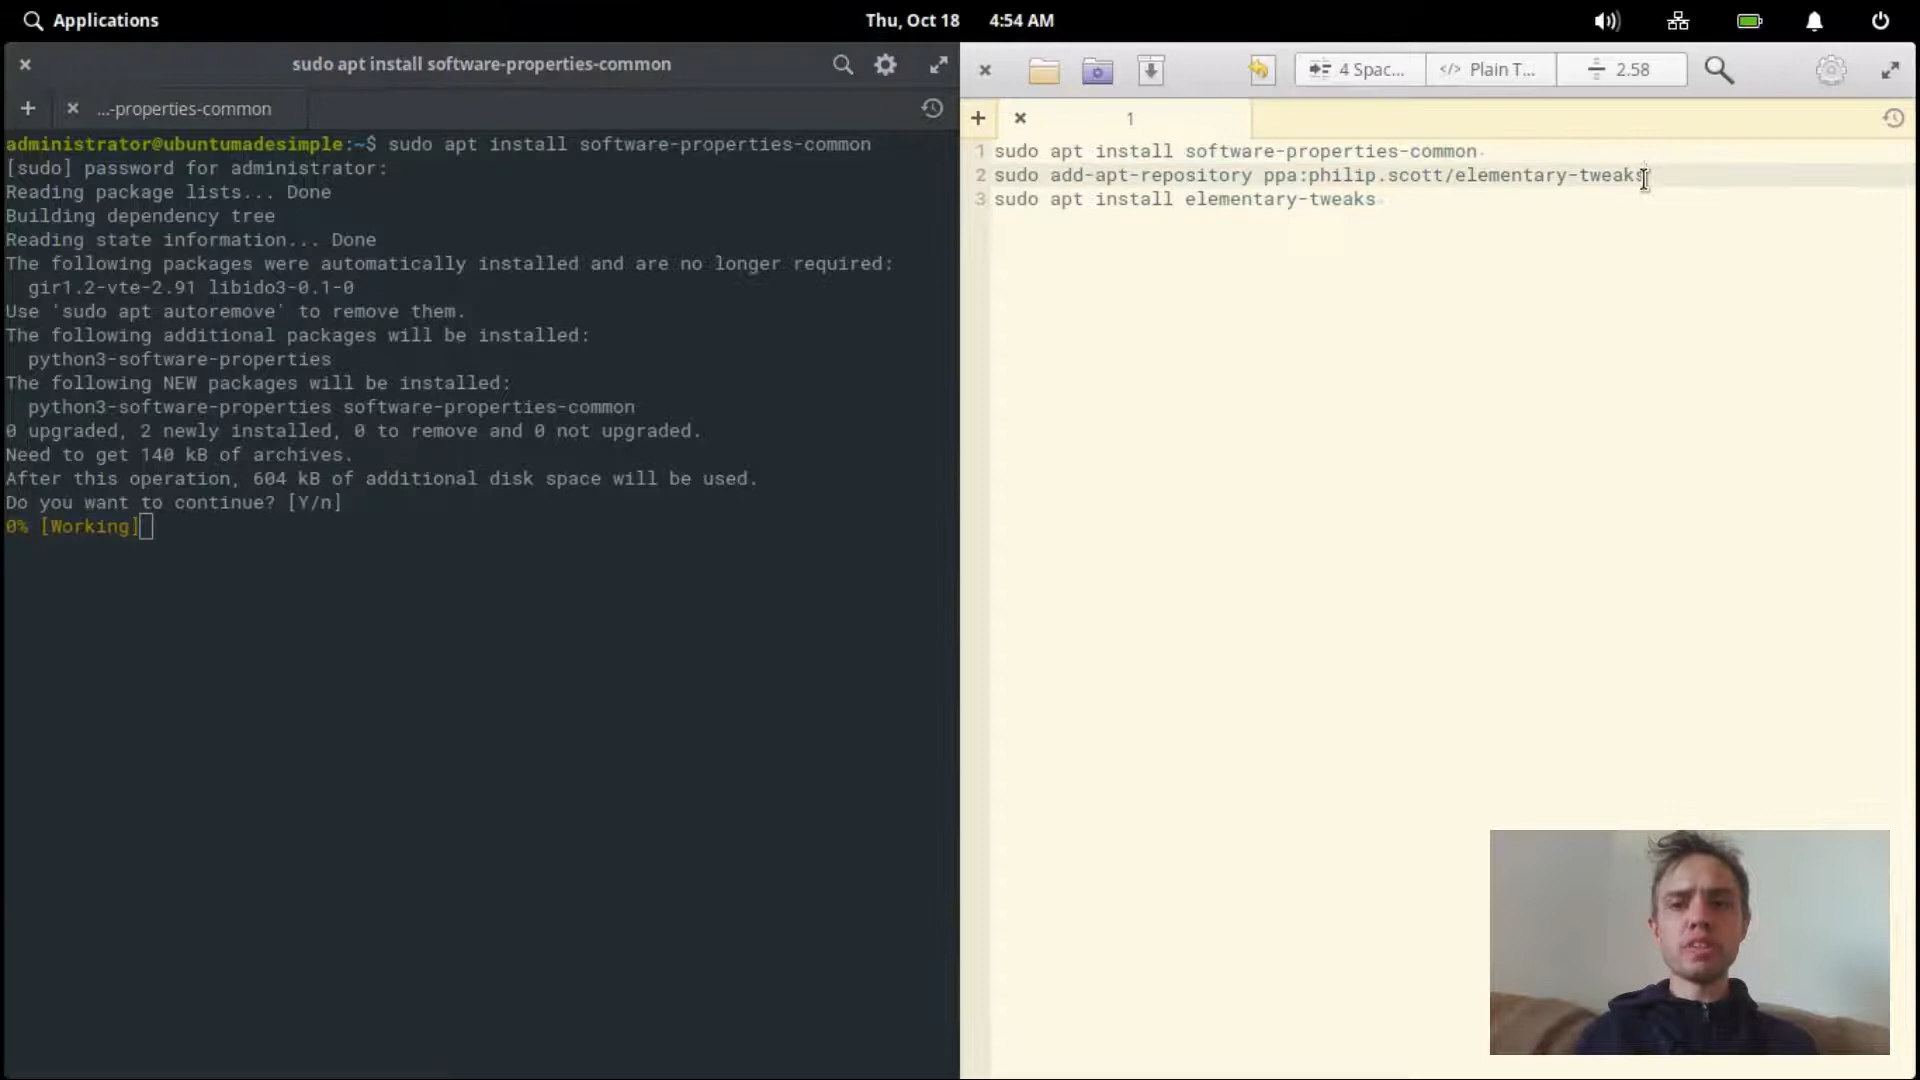 Applications
Thu, Oct 18 4:54 AM
sudo apt install software-properties-common
...-properties-common
administrator@ubuntumadesimple:~$ sudo apt install software-properties-common
[sudo] password for administrator:
Reading package lists... Done
Building dependency tree
Reading state information... Done
The following packages were automatically installed and are no longer required:
gir1.2-vte-2.91 libido3-0.1-0
Use 'sudo apt autoremove' to remove them.
The following additional packages will be installed:
python3-software-properties
The following NEW packages will be installed:
python3-software-properties software-properties-common
0 upgraded, 2 newly installed, 0 to remove and 0 not upgraded.
Need to get 140 kB of archives.
After this operation, 604 kB of additional disk space will be used.
Do you want to continue? [Y/n]
0% [Working]
4 Spac... </> Plain T... 2.58
1
1 sudo apt install software-properties-common
2 sudo add-apt-repository ppa:philip.scott/elementary-tweaks
3 sudo apt install elementary-tweaks